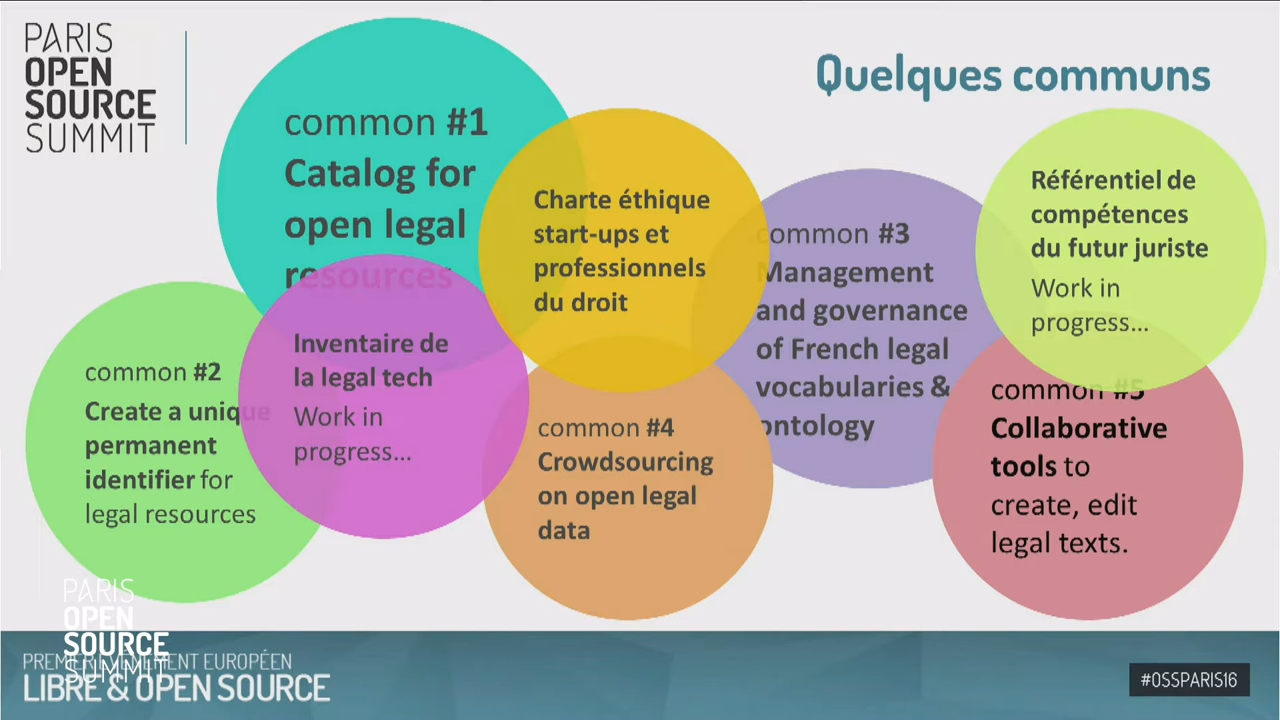 PARIS
OPEN
SOURCE
SUMMIT
Quelques communs
common #1
Catalog for
open legal
resources
Charte éthique
start-ups et
professionnels
du droit
common #3
Management
and governance
of French legal
vocabularies &
ontology
Référentiel de
compétences
du futur juriste
Work in
progress...
common #2
Create a unique
permanent
identifier for
legal resources
Inventaire de
la legal tech
Work in
progress...
common #4
Crowdsourcing
on open legal
data
common #5
Collaborative
tools to
create, edit
legal texts.
PARIS
OPEN
SOURCE
SUMMIT
PREMIER ÉVÉNEMENT EUROPÉEN
LIBRE & OPEN SOURCE
#OSSPARIS16